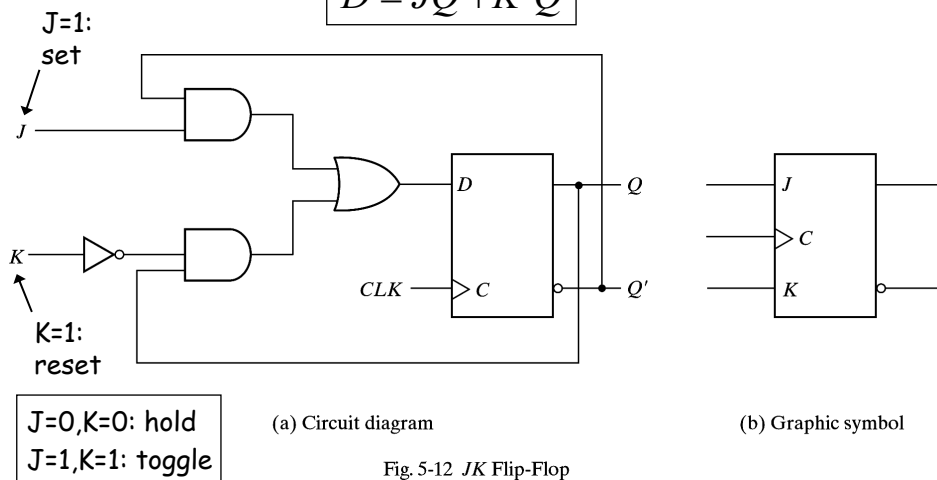 D = JQ +K Q
J=1:
set
J
D
Q
J
C
K
K
CLK
C
Q'
K=1:
reset
J=0,K=0: hold
J=1,K=1: toggle
(a) Circuit diagram
(b) Graphic symbol
Fig. 5-12 JK Flip-Flop